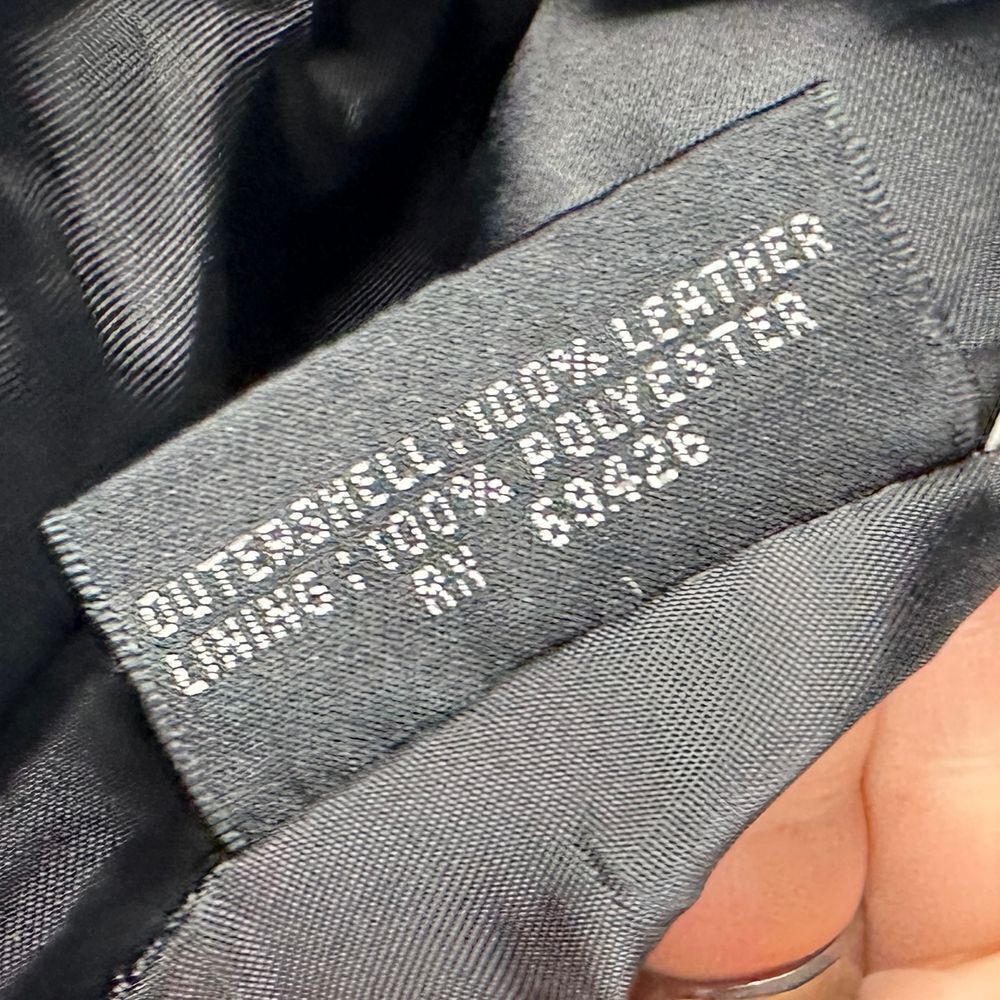 OUTERSHELL:100% LEATHER
LINING:100% POLYESTER
RN 69426